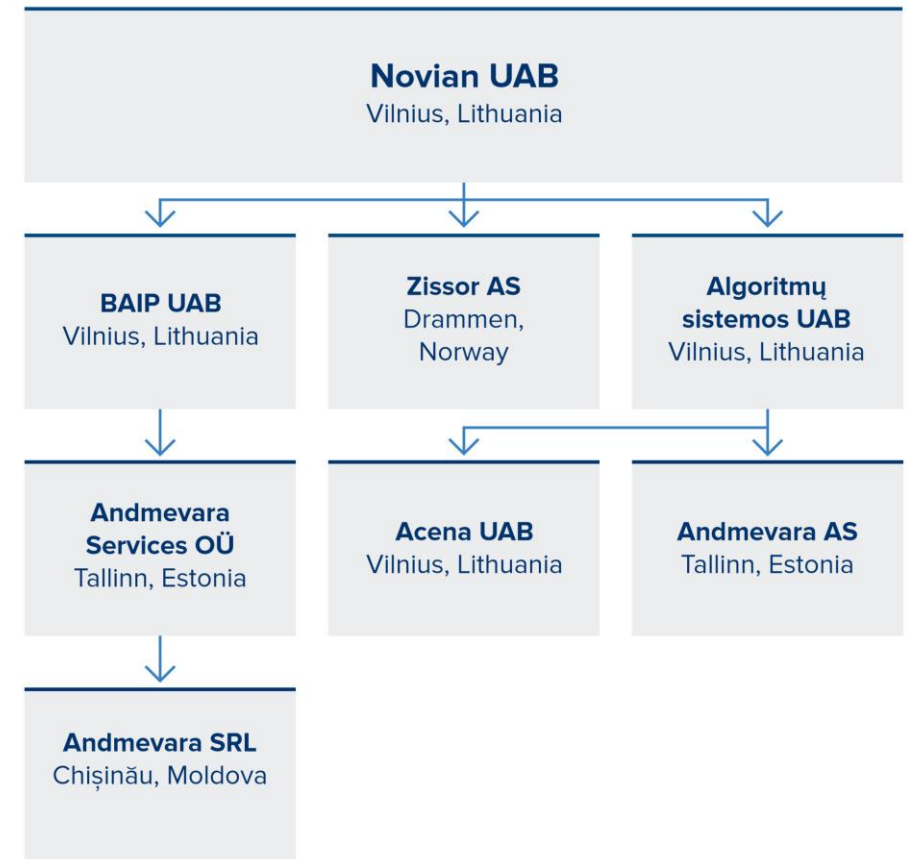 Novian UAB
Vilnius, Lithuania
BAIP UAB
Vilnius, Lithuania
Zissor AS
Drammen,
Norway
Algoritmų
sistemos UAB
Vilnius, Lithuania
Andmevara
Services OÜ
Tallinn, Estonia
Acena UAB
Vilnius, Lithuania
Andmevara AS
Tallinn, Estonia
Andmevara SRL
Chișinău, Moldova